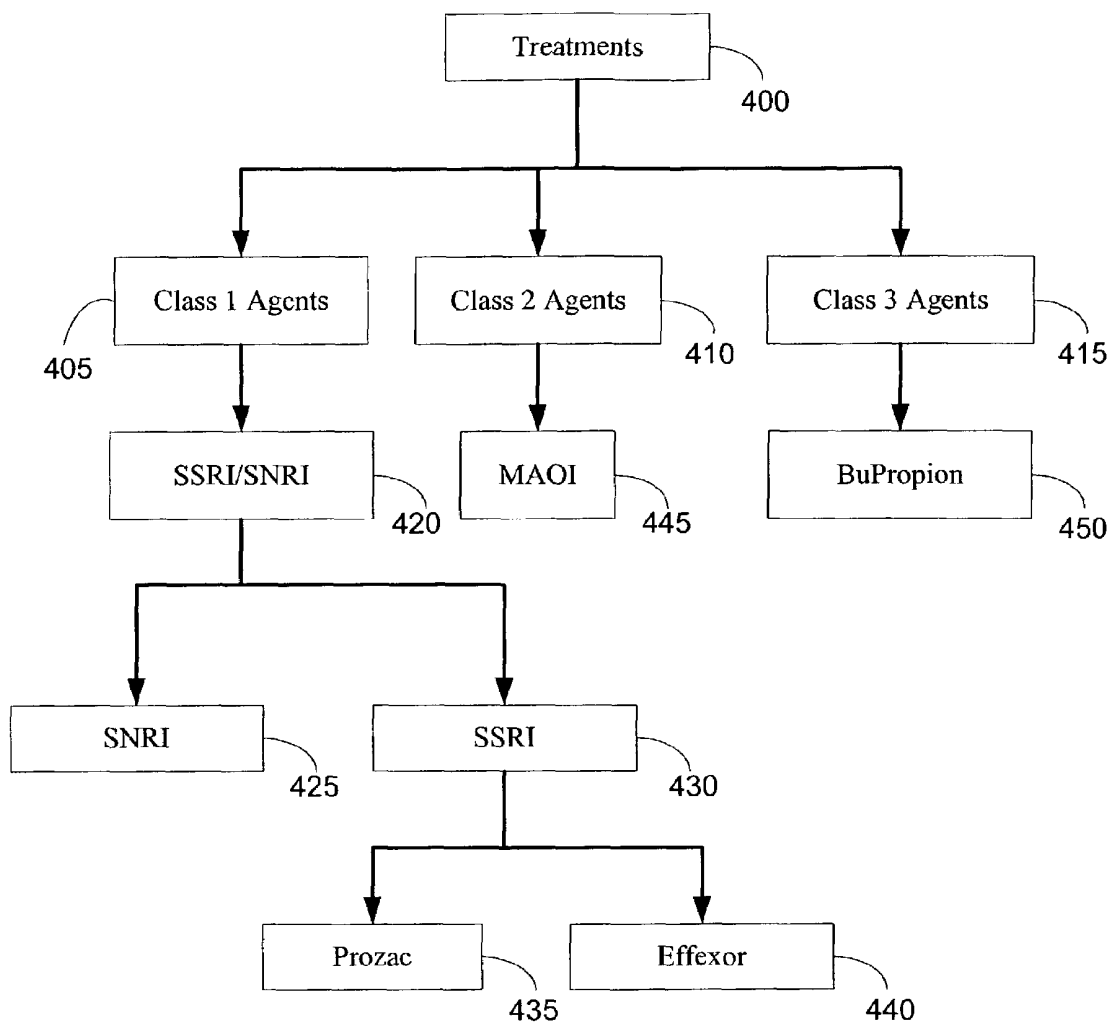 Treatments
400
Class 1 Agents
405
Class 2 Agents
410
Class 3 Agents
415
SSRI/SNRI
420
MAOI
445
BuPropion
450
SNRI
425
SSRI
430
Prozac
435
Effexor
440